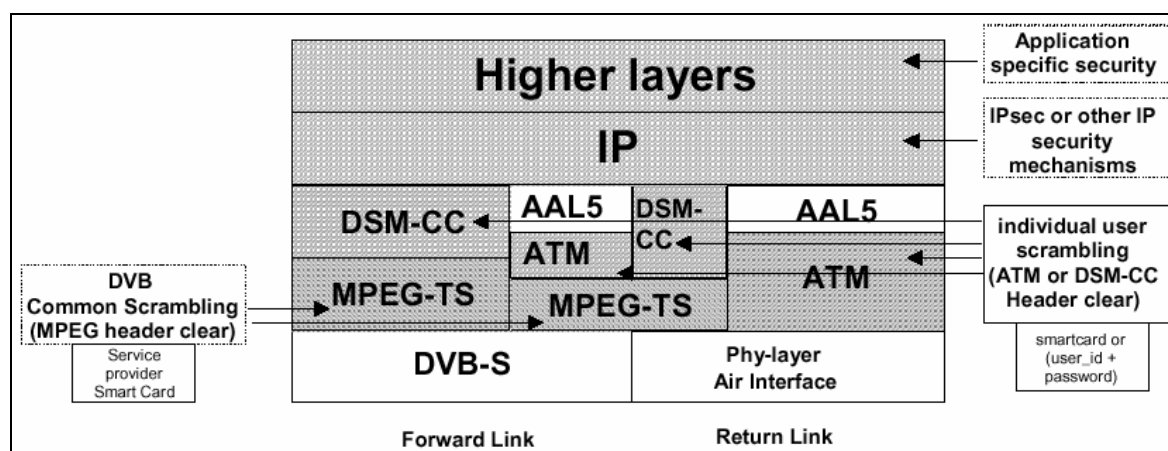 Higher layers
IP
DSM-CC
AAL5
DSM-
CC
AAL5
ATM
ATM
MPEG-TS
MPEG-TS
DVB-S
Phy-layer
Air Interface
Forward Link
Return Link
DVB
Common Scrambling
(MPEG header clear)
Service
provider
Smart Card
Application
specific security
IPsec or other IP
security
mechanisms
individual user
scrambling
(ATM or DSM-CC
Header clear)
smartcard or
(user_id +
password)